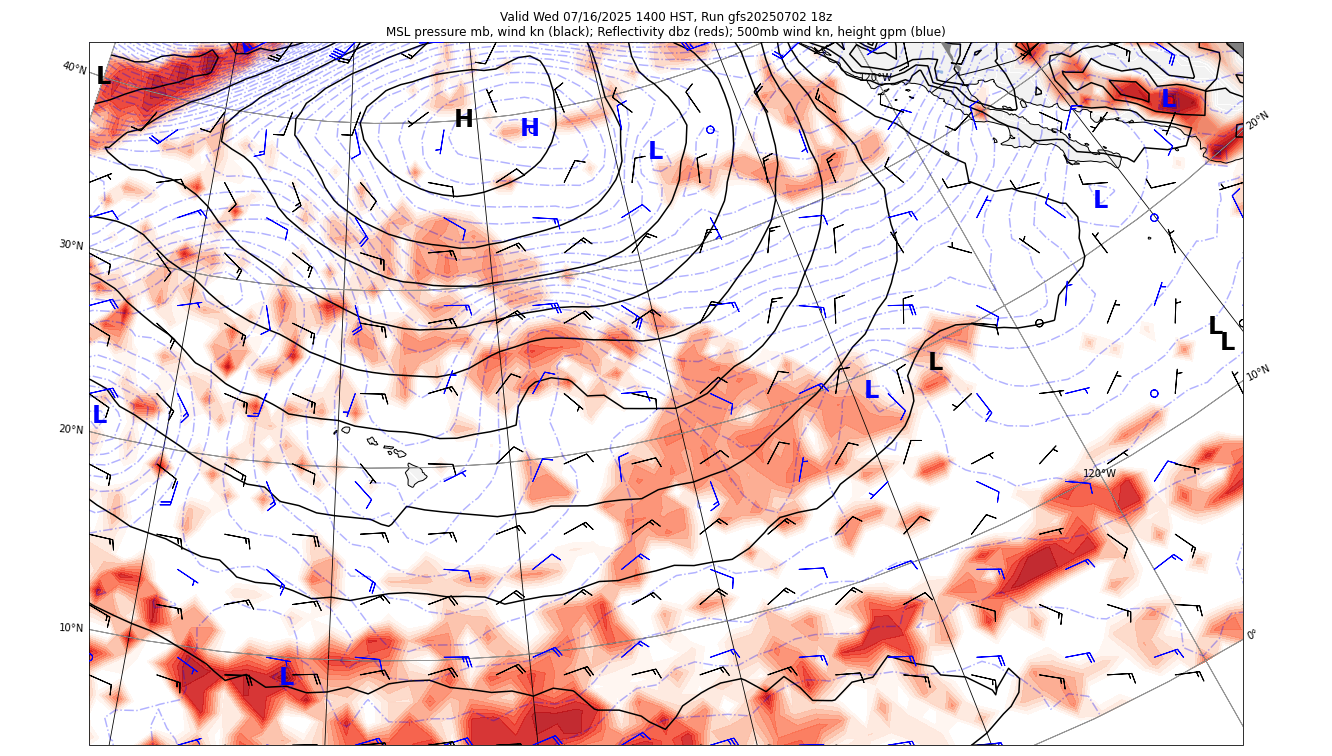 Valid Wed 07/16/2025 1400 HST, Run gfs20250702 18z
MSL pressure mb, wind kn (black); Reflectivity dbz (reds); 500mb wind kn, height gpm (blue)
40°N
L
120°W
L
20°N
H
H
L
L
30°N
L
L
L
10°N
L
L
20°N
120°W
10°N
0°
L